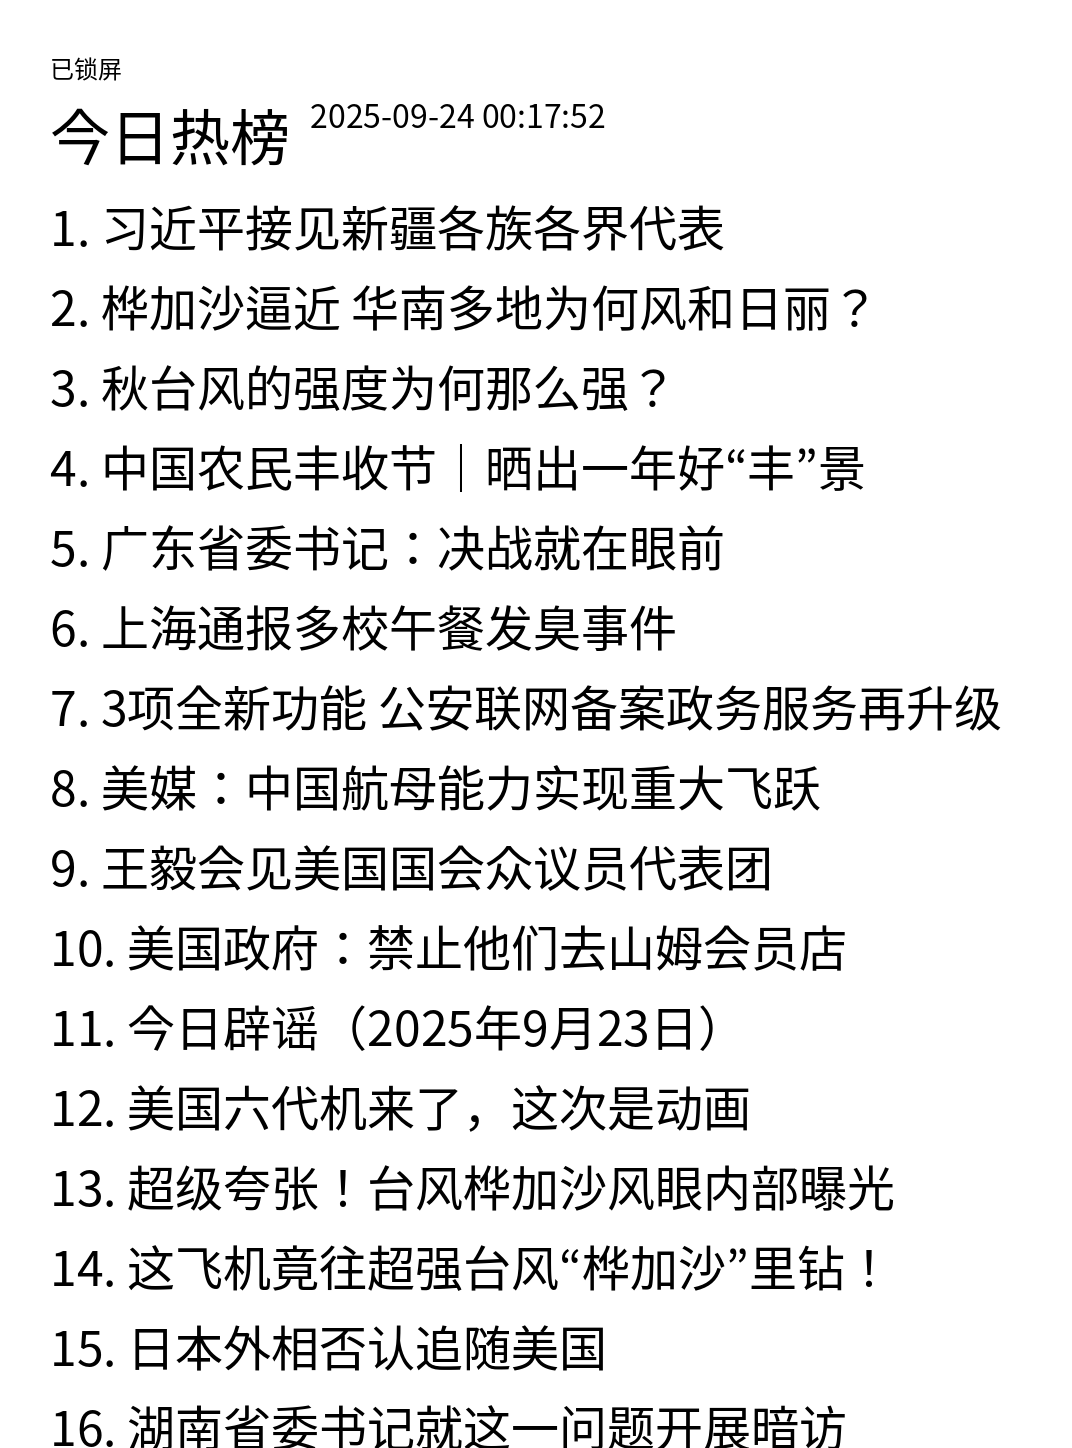 已锁屏
今日热榜 2025-09-24 00:17:52
1. 习近平接见新疆各族各界代表
2. 桦加沙逼近 华南多地为何风和日丽？
3. 秋台风的强度为何那么强？
4. 中国农民丰收节｜晒出一年好“丰”景
5. 广东省委书记：决战就在眼前
6. 上海通报多校午餐发臭事件
7. 3项全新功能 公安联网备案政务服务再升级
8. 美媒：中国航母能力实现重大飞跃
9. 王毅会见美国国会众议员代表团
10. 美国政府：禁止他们去山姆会员店
11. 今日辟谣（2025年9月23日）
12. 美国六代机来了，这次是动画
13. 超级夸张！台风桦加沙风眼内部曝光
14. 这飞机竟往超强台风“桦加沙”里钻！
15. 日本外相否认追随美国
16. 湖南省委书记就这一问题开展暗访